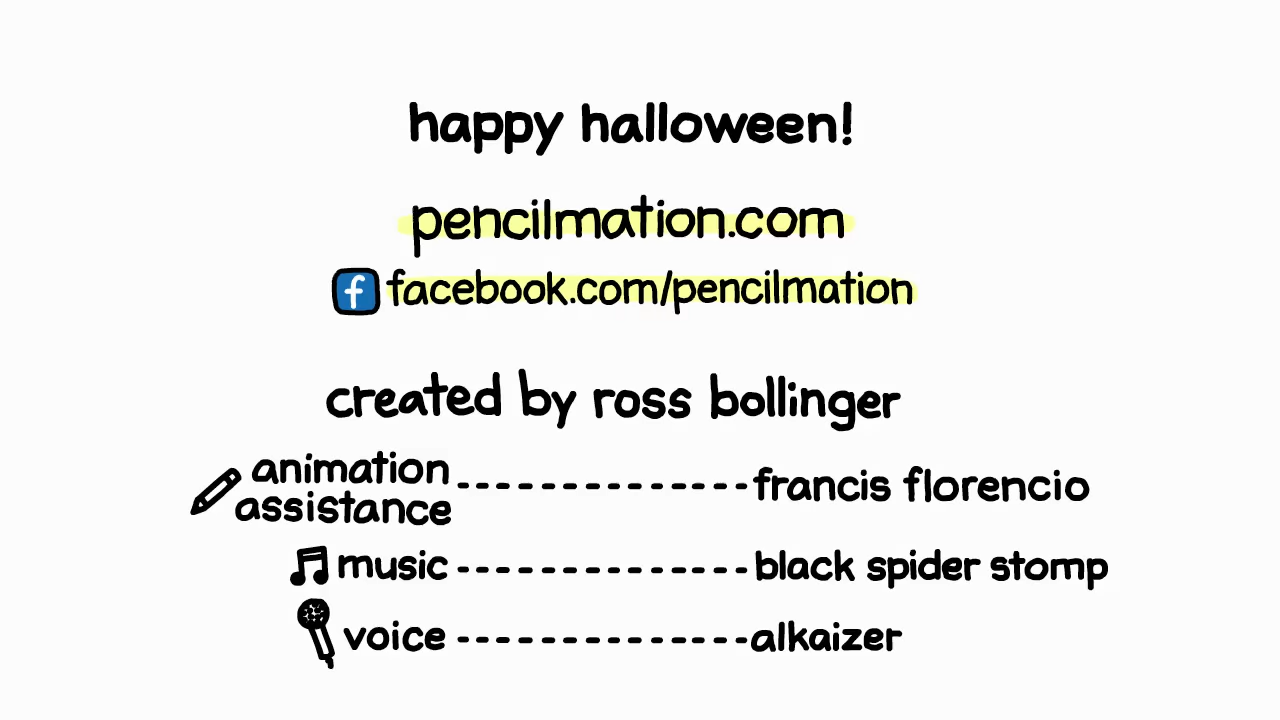 happy halloween!
pencilmation.com
f facebook.com/pencilmation
created by ross bollinger
animation
assistance --------------francis florencio
music --------------black spider stomp
voice --------------alkaizer